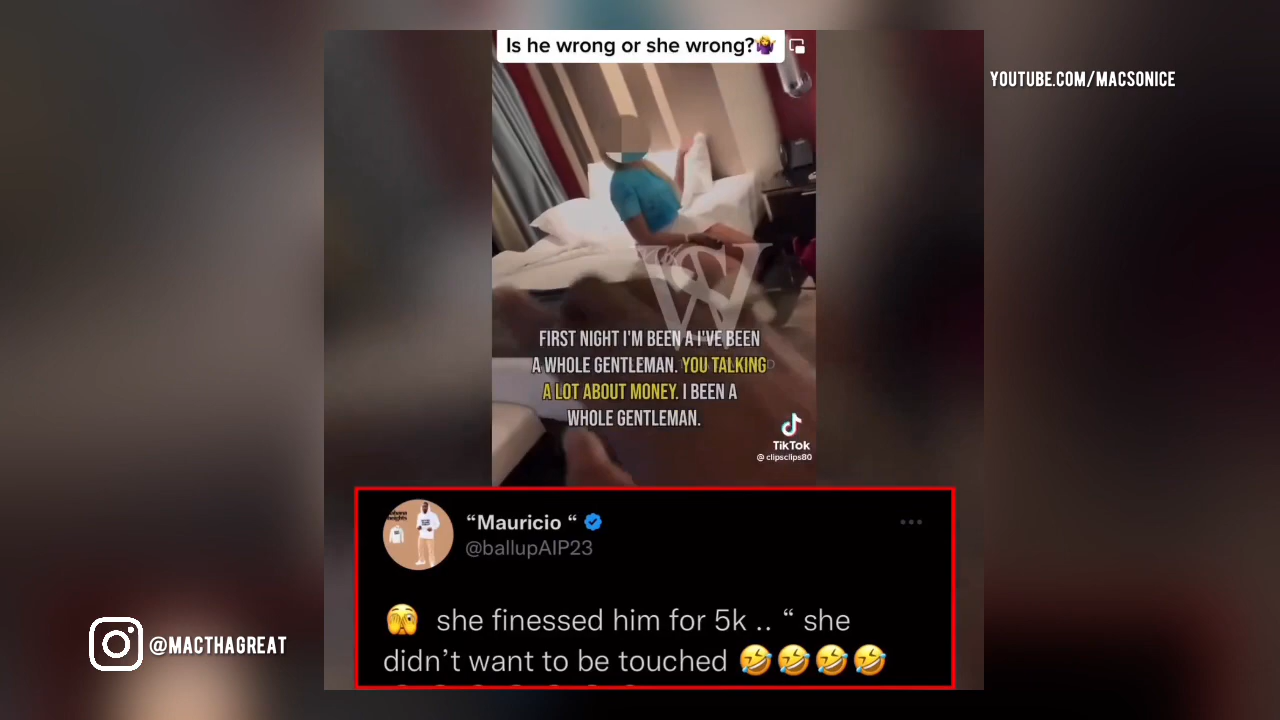 Is he wrong or she wrong?🤷‍♀️
YOUTUBE.COM/MACSONICE
FIRST NIGHT I'M BEEN A I'VE BEEN
A WHOLE GENTLEMAN. YOU TALKING
A LOT ABOUT MONEY. I BEEN A
WHOLE GENTLEMAN.
TikTok
@clipsclips80
“Mauricio “
@ballupAIP23
🫣 she finessed him for 5k .. “ she
didn’t want to be touched 🤣🤣🤣🤣
@MACTHAGREAT